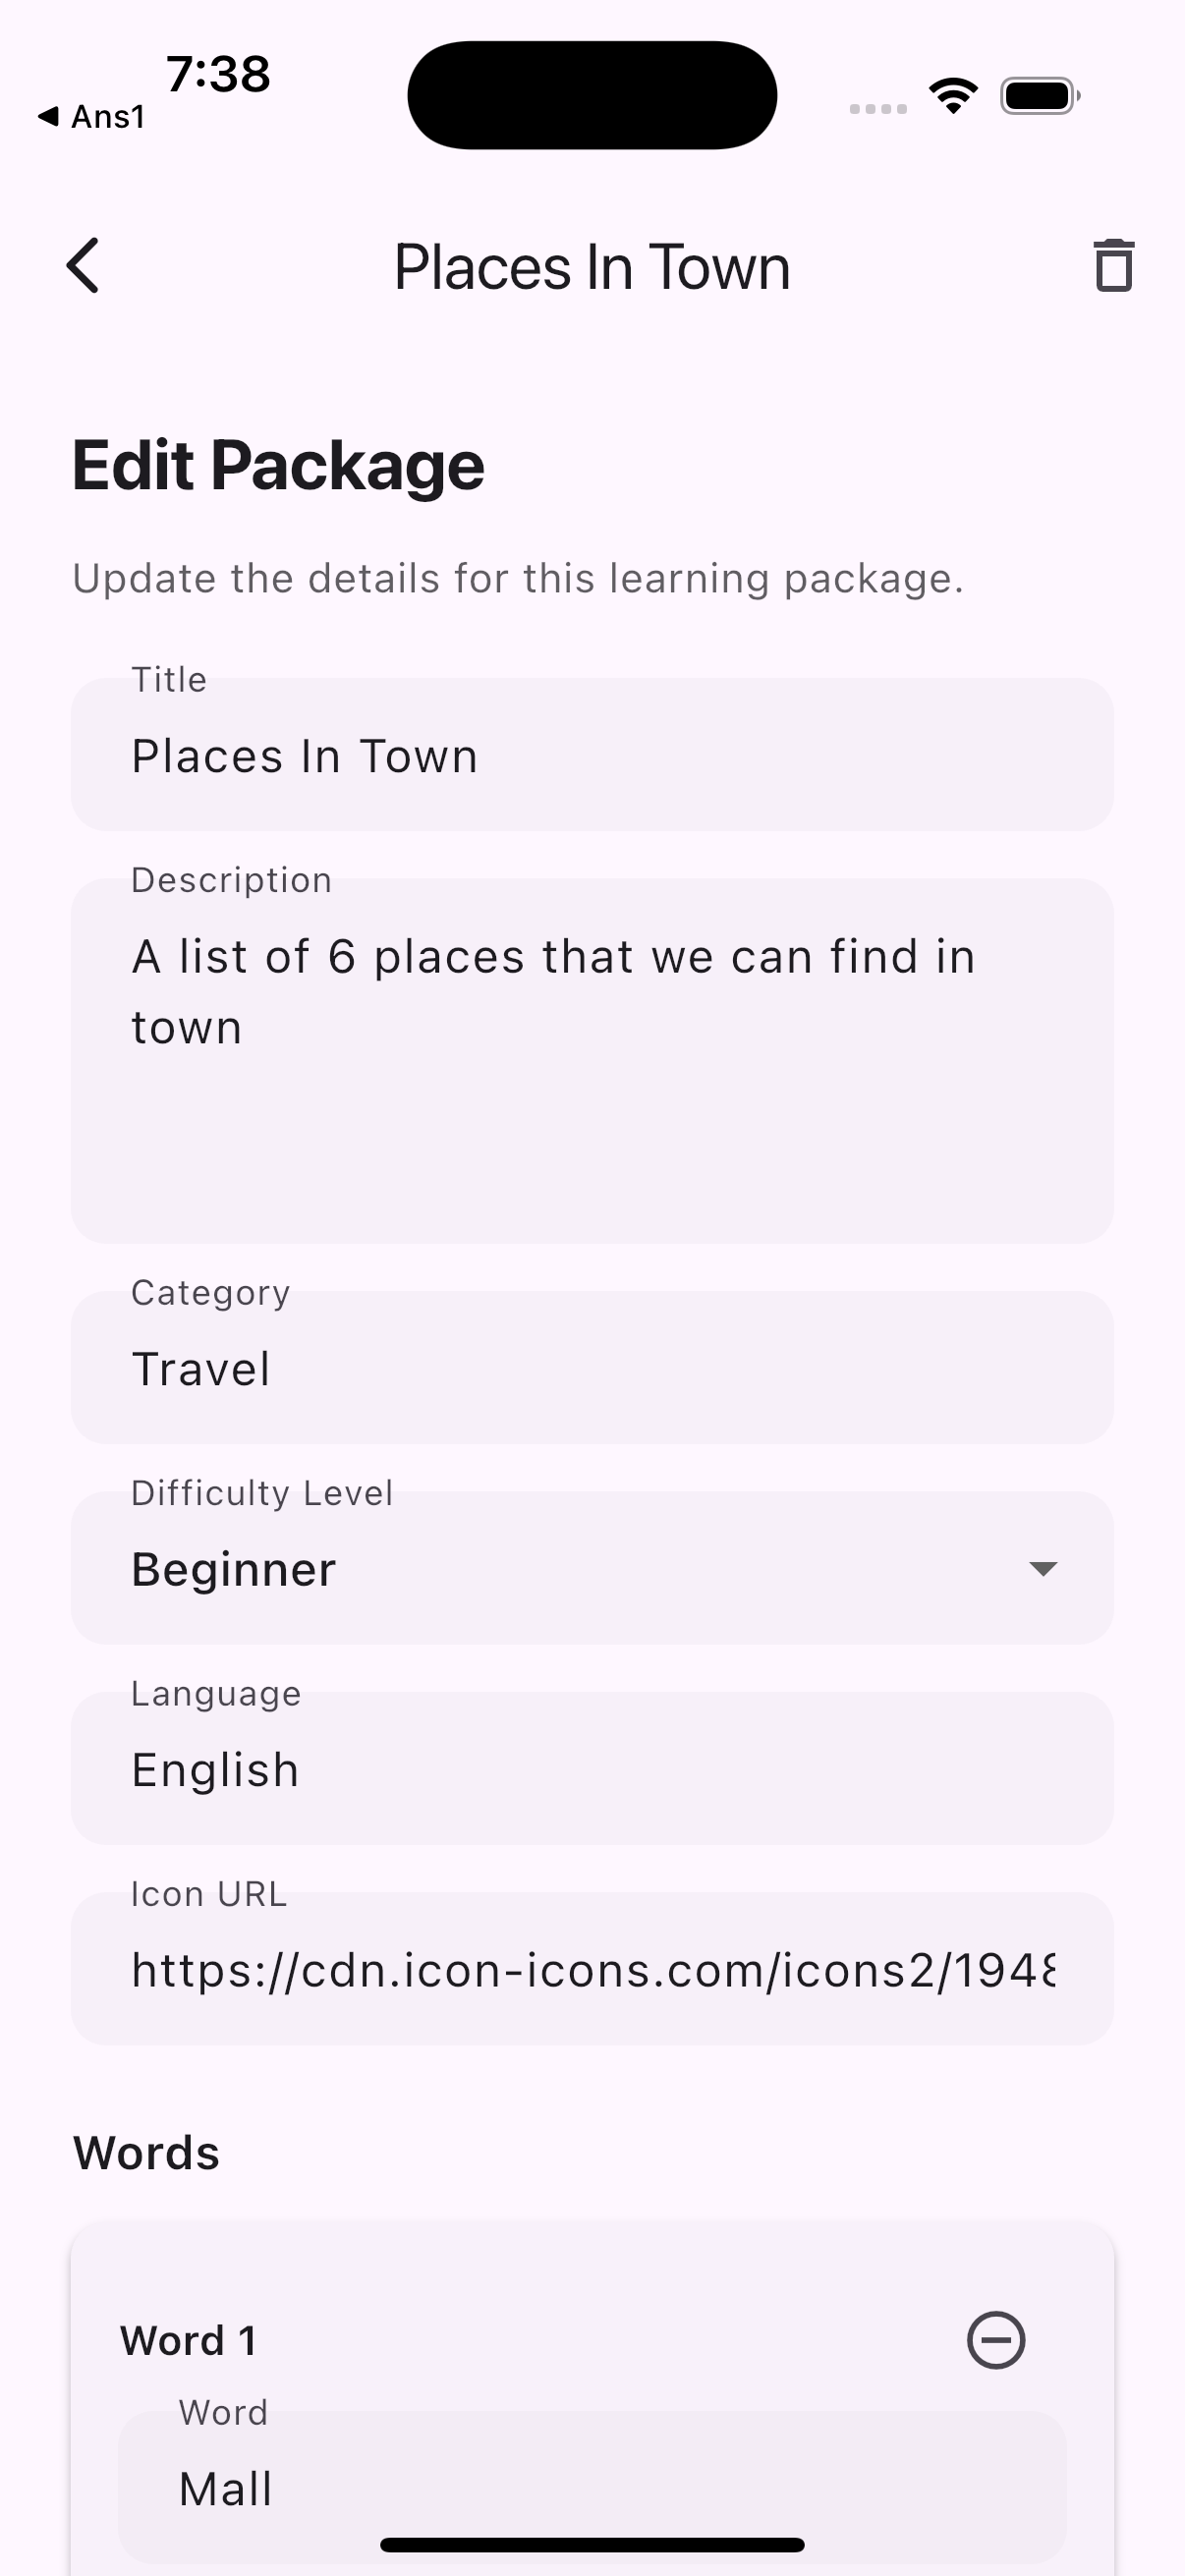 7:38
Ans1
Places In Town
Edit Package
Update the details for this learning package.
Title
Places In Town
Description
A list of 6 places that we can find in
town
Category
Travel
Difficulty Level
Beginner
Language
English
Icon URL
https://cdn.icon-icons.com/icons2/1948
Words
Word 1
Word
Mall